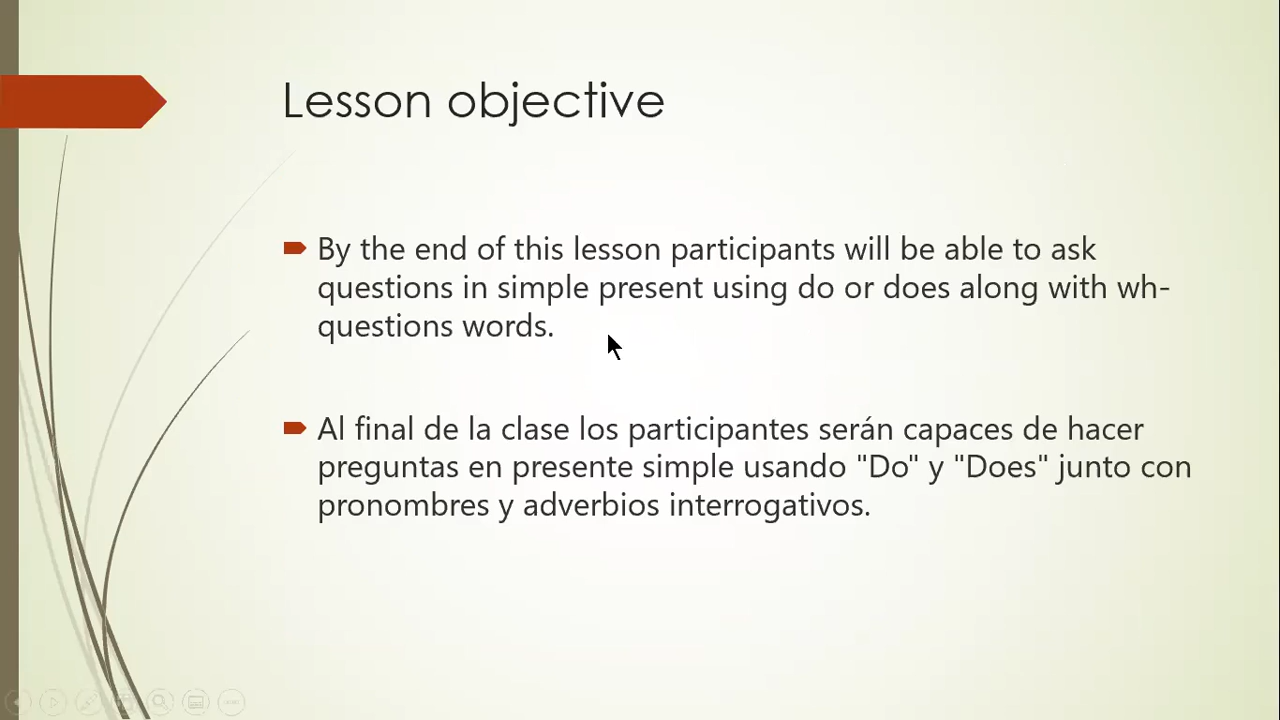 Lesson objective
By the end of this lesson participants will be able to ask
questions in simple present using do or does along with wh-
questions words.
Al final de la clase los participantes serán capaces de hacer
preguntas en presente simple usando "Do" y "Does" junto con
pronombres y adverbios interrogativos.